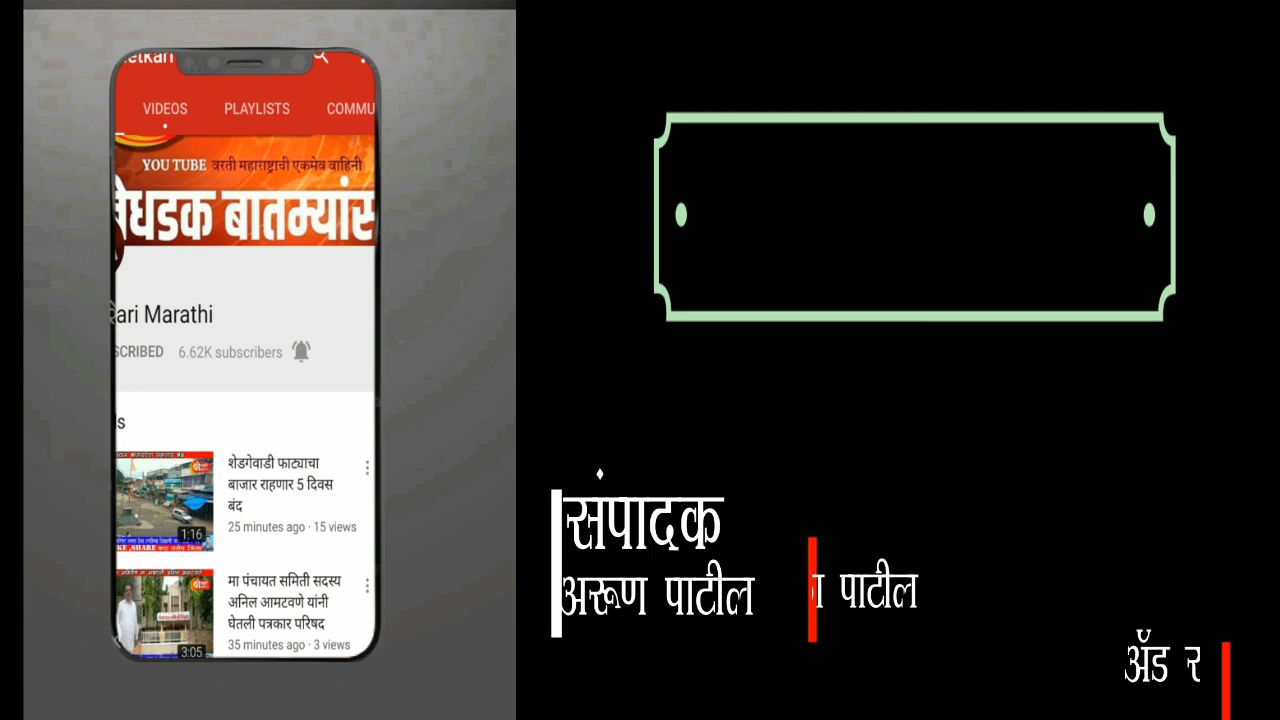 VIDEOS PLAYLISTS COMMU
YOU TUBE वरती महाराष्ट्राची एकमेव वाहिनी
बातम्यांस
ari Marathi
SCRIBED 6.62K subscribers
शेडगेवाडी फाट्याचा
बाजार राहणार 5 दिवस
बंद
25 minutes ago · 15 views
1:16
मा पंचायत समिती सदस्य
अनिल आमटवणे यांनी
घेतली पत्रकार परिषद
35 minutes ago · 3 views
3:05
संपादक
अरूण पाटील
पाटील
ॲड र